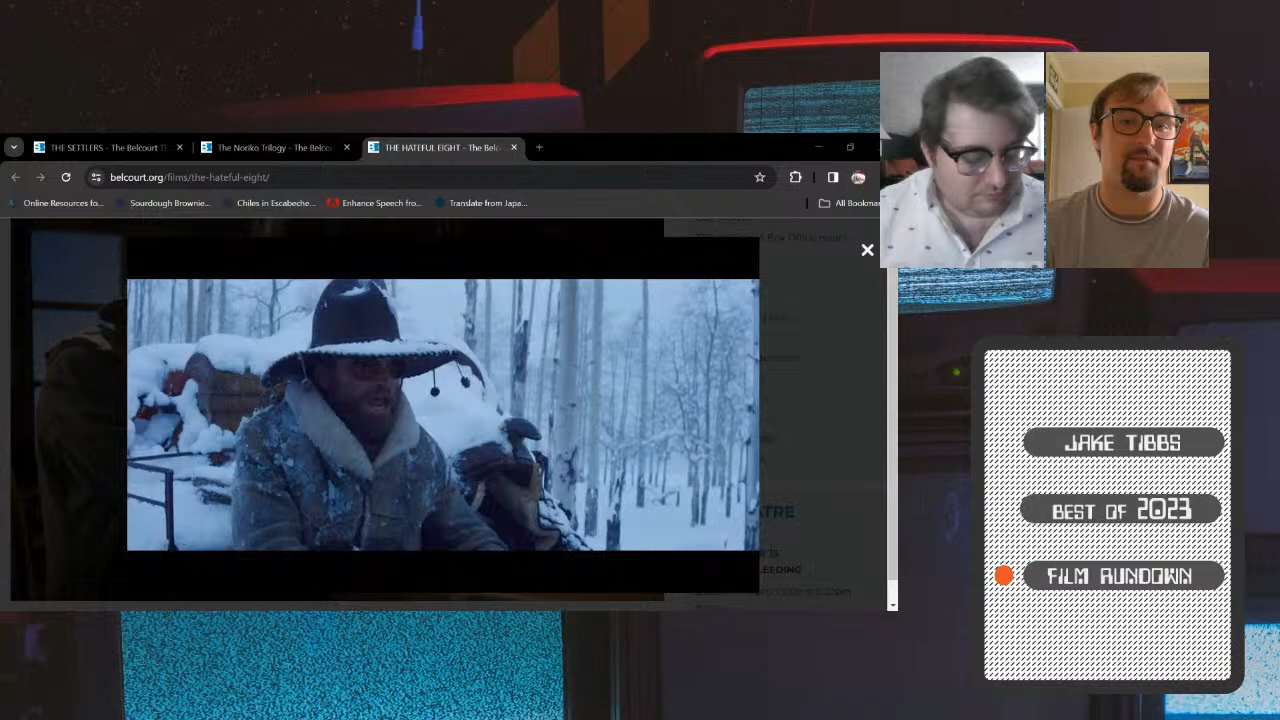 THE SETTLERS - The Belcourt T
The Noriko Trilogy - The Belco
THE HATEFUL EIGHT - The Bel
belcourt.org/films/the-hateful-eight/
Online Resources fo...
Sourdough Brownie...
Chiles in Escabeche...
Enhance Speech fro...
Translate from Japa...
All Bookmar
JAKE TIBBS
BEST OF 2023
FILM RUNDOWN